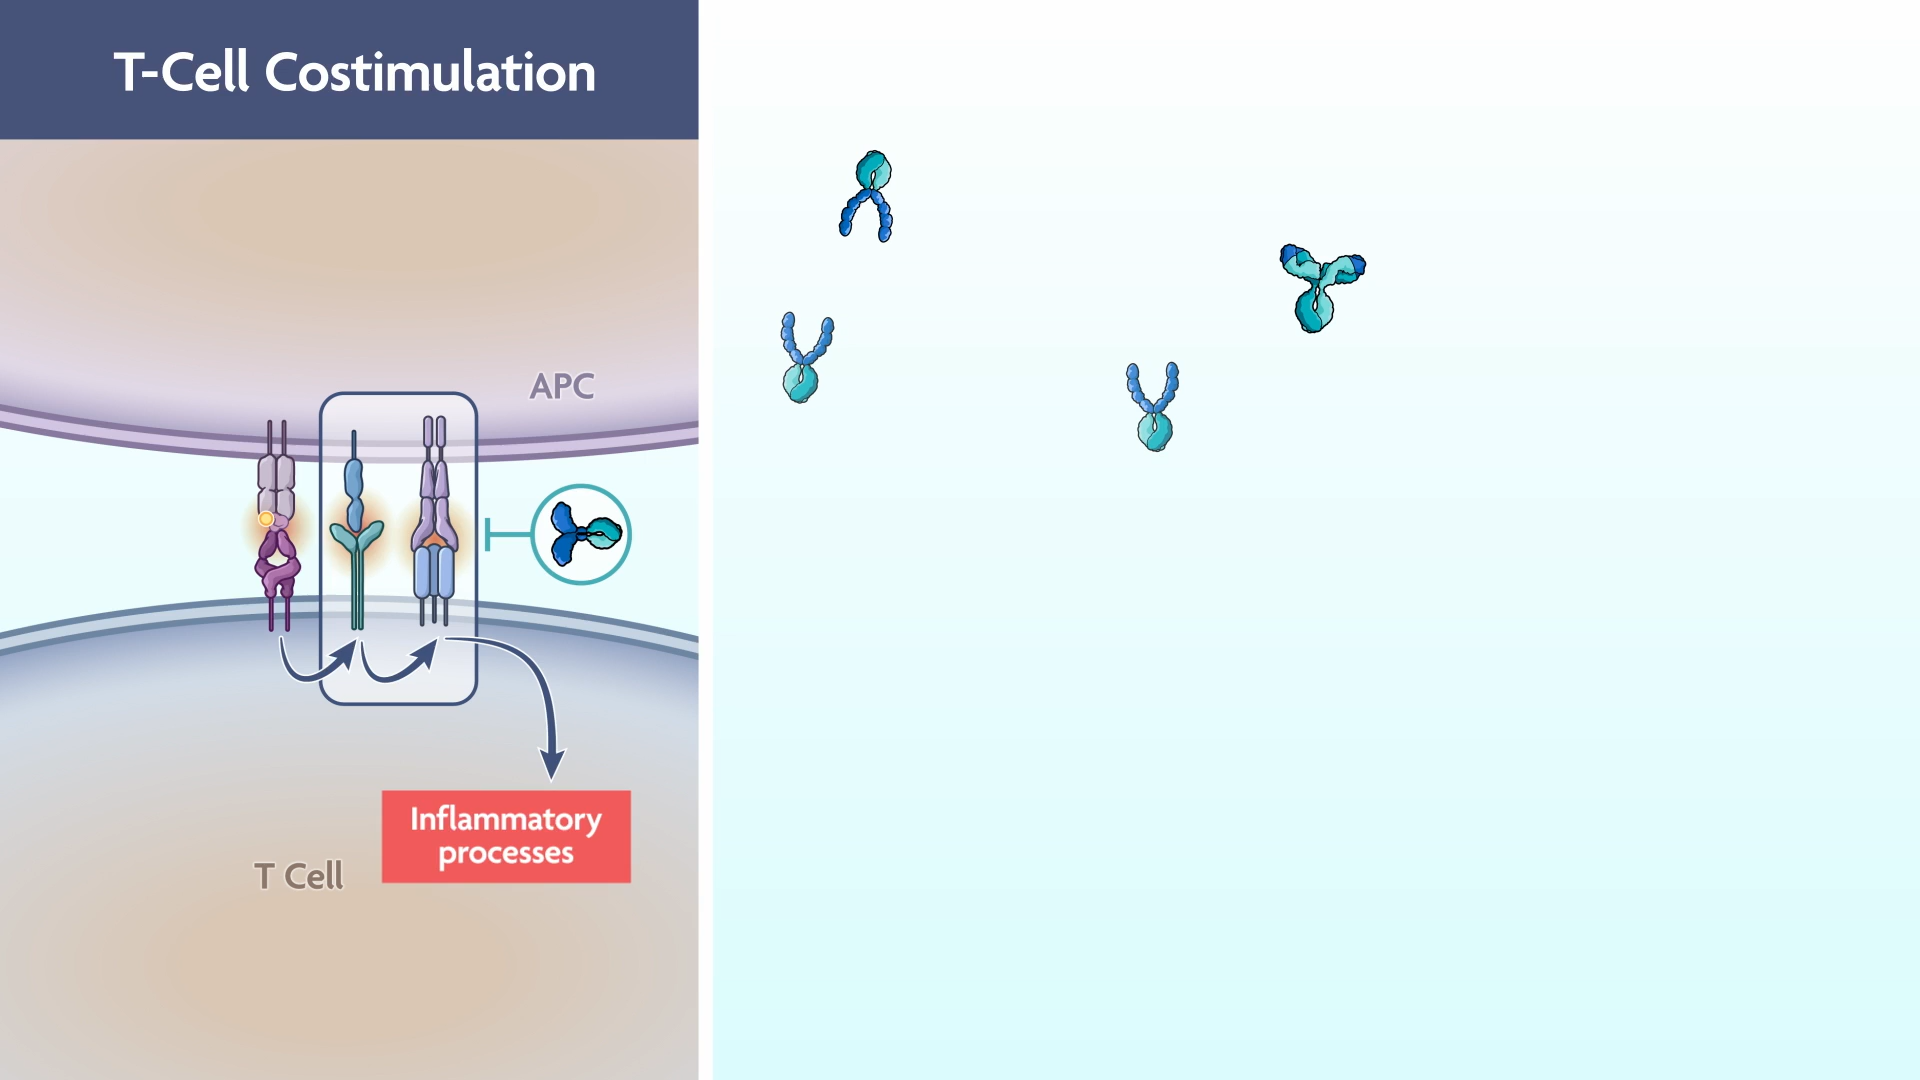 T-Cell Costimulation
APC
Inflammatory
processes
T Cell